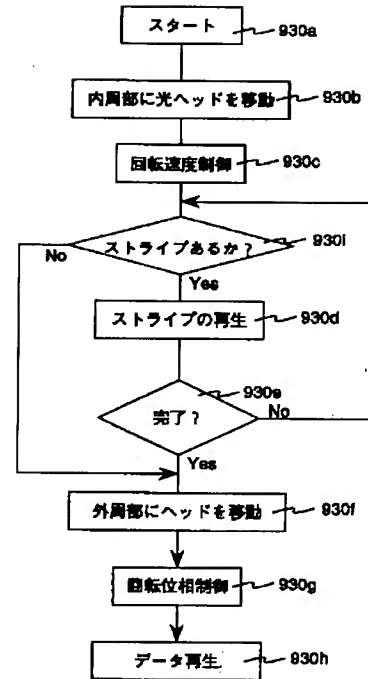 スタート 930a
内周部に光ヘッドを移動 930b
回転速度制御 930c
ストライプあるか? 930i
No
Yes
ストライプの再生 930d
930e
完了? No
Yes
外周部にヘッドを移動 930f
回転位相制御 930g
データ再生 930h